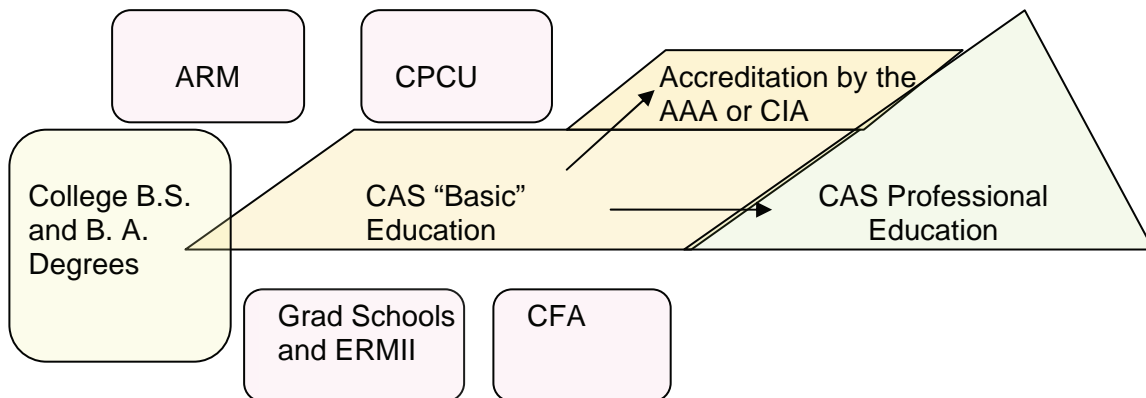 ARM
CPCU
Accreditation by the
AAA or CIA
College B.S.
and B. A.
Degrees
CAS “Basic”
Education
CAS Professional
Education
Grad Schools
and ERMII
CFA